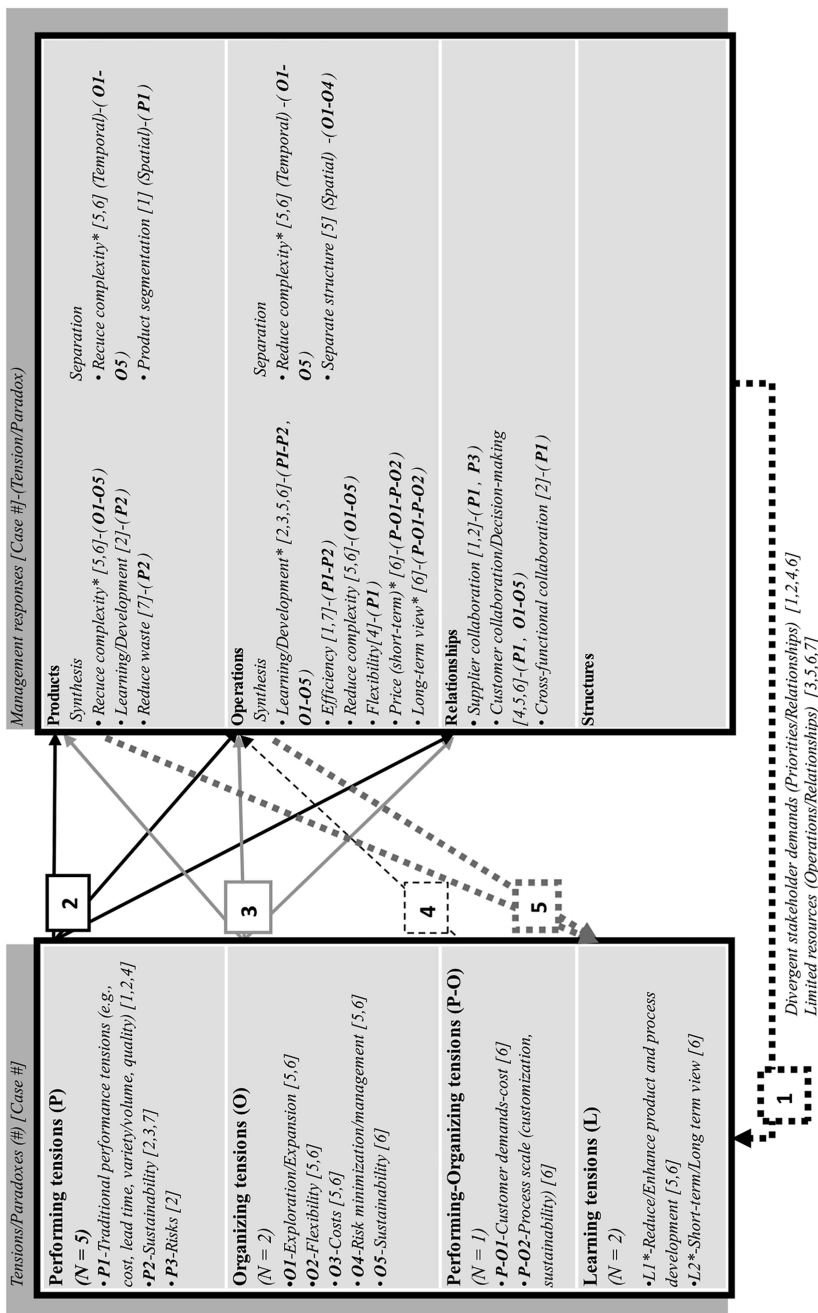 Tensions/Paradoxes (#) [Case #]
Performing tensions (P)
(N = 5)
•P1-Traditional performance tensions (e.g.,
cost, lead time, variety/volume, quality) [1,2,4]
•P2-Sustainability [2,3,7]
•P3-Risks [2]
Organizing tensions (O)
(N = 2)
•O1-Exploration/Expansion [5,6]
•O2-Flexibility [5,6]
•O3-Costs [5,6]
•O4-Risk minimization/management [5,6]
•O5-Sustainability [6]
Performing-Organizing tensions (P-O)
(N = 1)
•P-O1-Customer demands-cost [6]
•P-O2-Process scale (customization,
sustainability) [6]
Learning tensions (L)
(N = 2)
•L1*-Reduce/Enhance product and process
development [5,6]
•L2*-Short-term/Long term view [6]
2
3
4
5
1
Management responses [Case #]-(Tension/Paradox)
Products
Synthesis
• Recuce complexity* [5,6]-(O1-O5)
• Learning/Development [2]-(P2)
• Reduce waste [7]-(P2)
Separation
• Recuce complexity* [5,6] (Temporal)-(O1-
O5)
• Product segmentation [1] (Spatial)-(P1)
Operations
Synthesis
• Learning/Development* [2,3,5,6]-(P1-P2,
O1-O5)
• Efficiency [1,7]-(P1-P2)
• Reduce complexity [5,6]-(O1-O5)
• Flexibility[4]-(P1)
• Price (short-term)* [6]-(P-O1-P-O2)
• Long-term view* [6]-(P-O1-P-O2)
Separation
• Reduce complexity* [5,6] (Temporal) -(O1-
O5)
• Separate structure [5] (Spatial) -(O1-O4)
Relationships
• Supplier collaboration [1,2]-(P1, P3)
• Customer collaboration/Decision-making
[4,5,6]-(P1, O1-O5)
• Cross-functional collaboration [2]-(P1)
Structures
Divergent stakeholder demands (Priorities/Relationships) [1,2,4,6]
Limited resources (Operations/Relationships) [3,5,6,7]